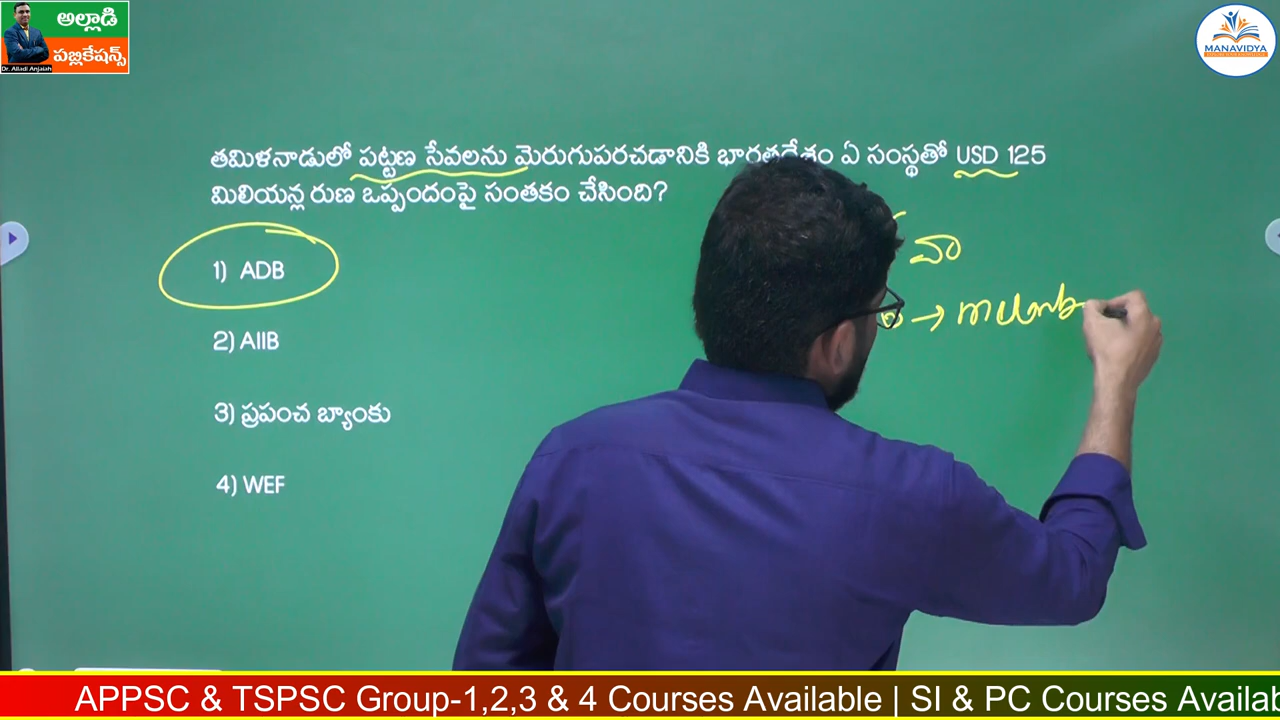 అల్లాడి
పబ్లికేషన్స్
Dr. Alladi Anjaiah
MANAVIDYA
తమిళనాడులో పట్టణ సేవలను మెరుగుపరచడానికి భారతదేశం ఏ సంస్థతో USD 125
మిలియన్ల రుణ ఒప్పందంపై సంతకం చేసింది?
1) ADB
2) AIIB
3) ప్రపంచ బ్యాంకు
4) WEF
వా
APPSC & TSPSC Group-1,2,3 & 4 Courses Available | SI & PC Courses Availab